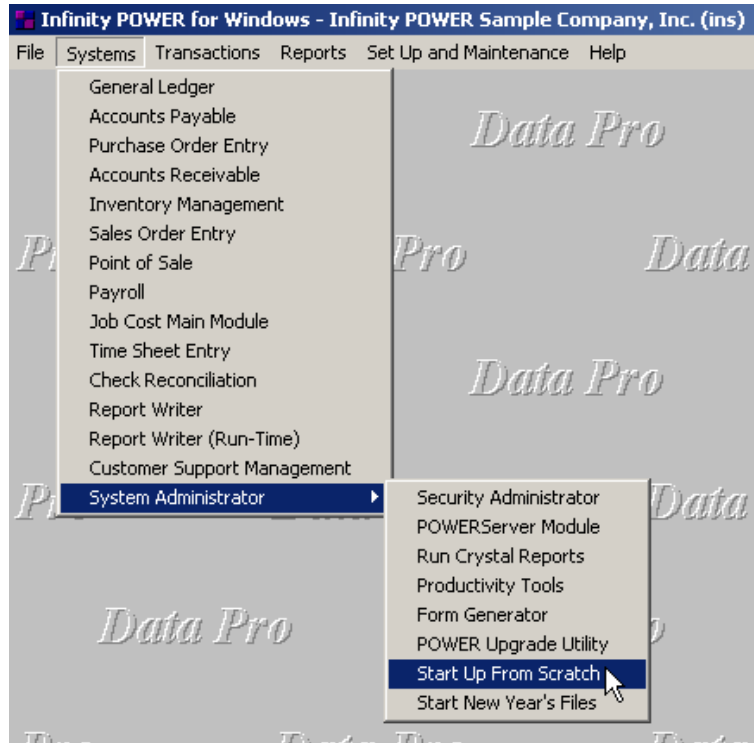 Infinity POWER for Windows - Infinity POWER Sample Company, Inc. (ins)
File Systems Transactions Reports Set Up and Maintenance Help
General Ledger
Accounts Payable
Purchase Order Entry
Accounts Receivable
Inventory Management
Sales Order Entry
Point of Sale
Payroll
Job Cost Main Module
Time Sheet Entry
Check Reconciliation
Report Writer
Report Writer (Run-Time)
Customer Support Management
System Administrator
Security Administrator
POWERServer Module
Run Crystal Reports
Productivity Tools
Form Generator
POWER Upgrade Utility
Start Up From Scratch
Start New Year's Files
Data Pro
Pro
Data
Data Pro
Data
Data Pro